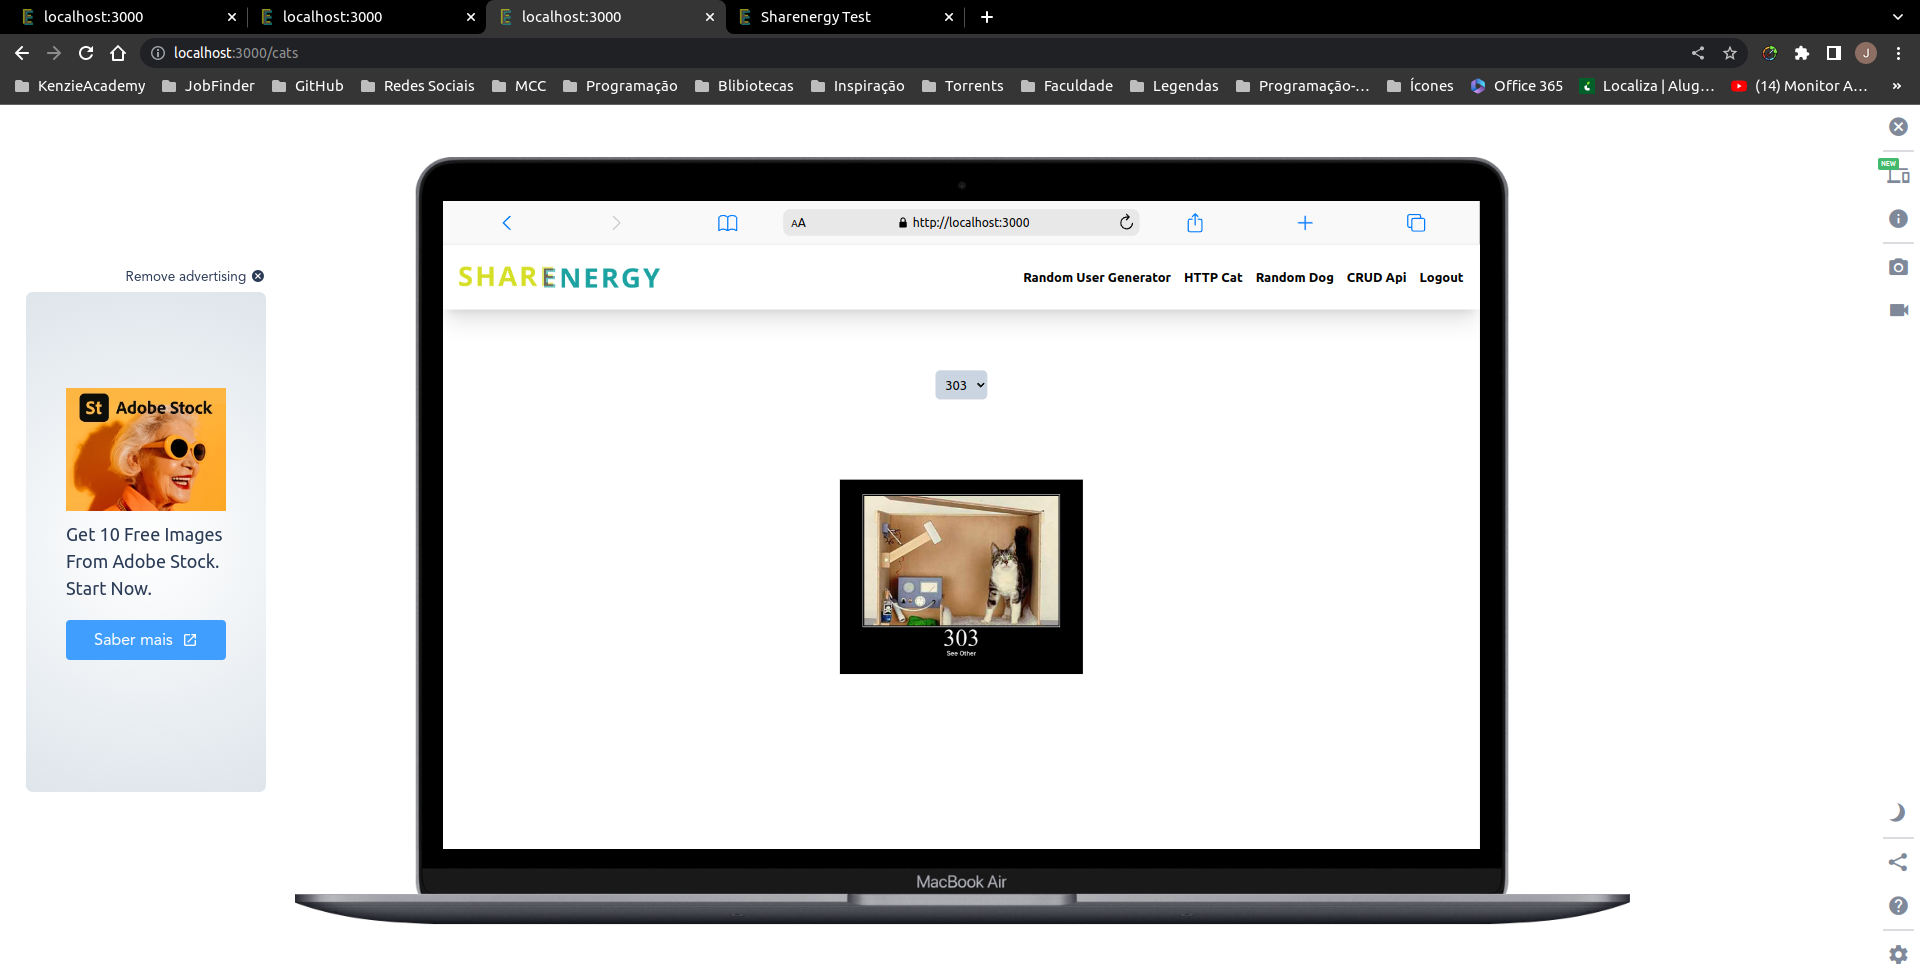 localhost:3000
localhost:3000
localhost:3000
Sharenergy Test
localhost:3000/cats
J
KenzieAcademy
JobFinder
GitHub
Redes Sociais
MCC
Programação
Blibiotecas
Inspiração
Torrents
Faculdade
Legendas
Programação-...
Ícones
Office 365
Localiza | Alug...
(14) Monitor A...
»
NEW
AA
http://localhost:3000
SHARENERGY
Random User Generator
HTTP Cat
Random Dog
CRUD Api
Logout
Remove advertising
303
St Adobe Stock
Get 10 Free Images
From Adobe Stock.
Start Now.
Saber mais
303
See Other
MacBook Air